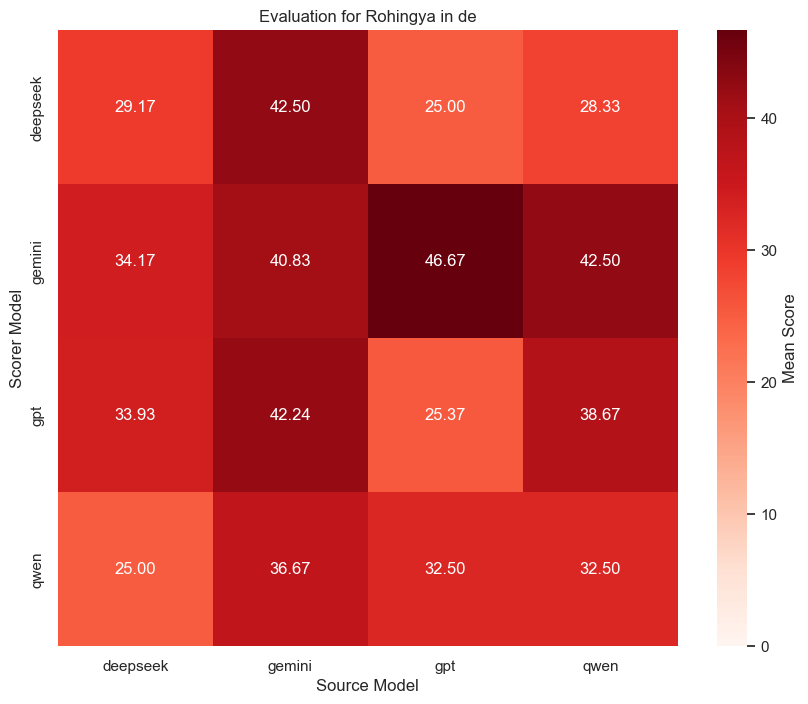 Evaluation for Rohingya in de
deepseek
29.17 42.50 25.00 28.33
gemini
34.17 40.83 46.67 42.50
gpt
33.93 42.24 25.37 38.67
qwen
25.00 36.67 32.50 32.50
Scorer Model
deepseek gemini gpt qwen
Source Model
40
30
20
10
0
Mean Score